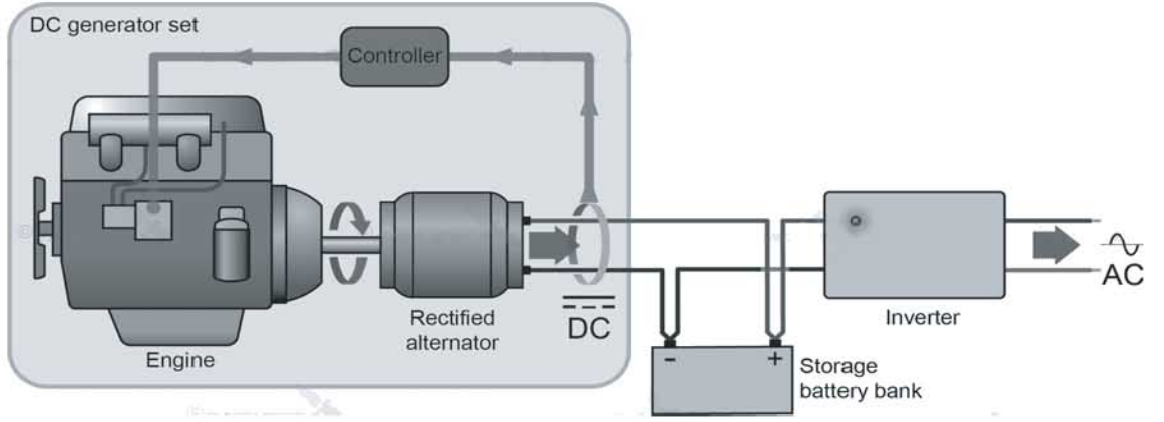 DC generator set
Controller
Engine
Rectified
alternator
DC
- +
Storage
battery bank
Inverter
AC